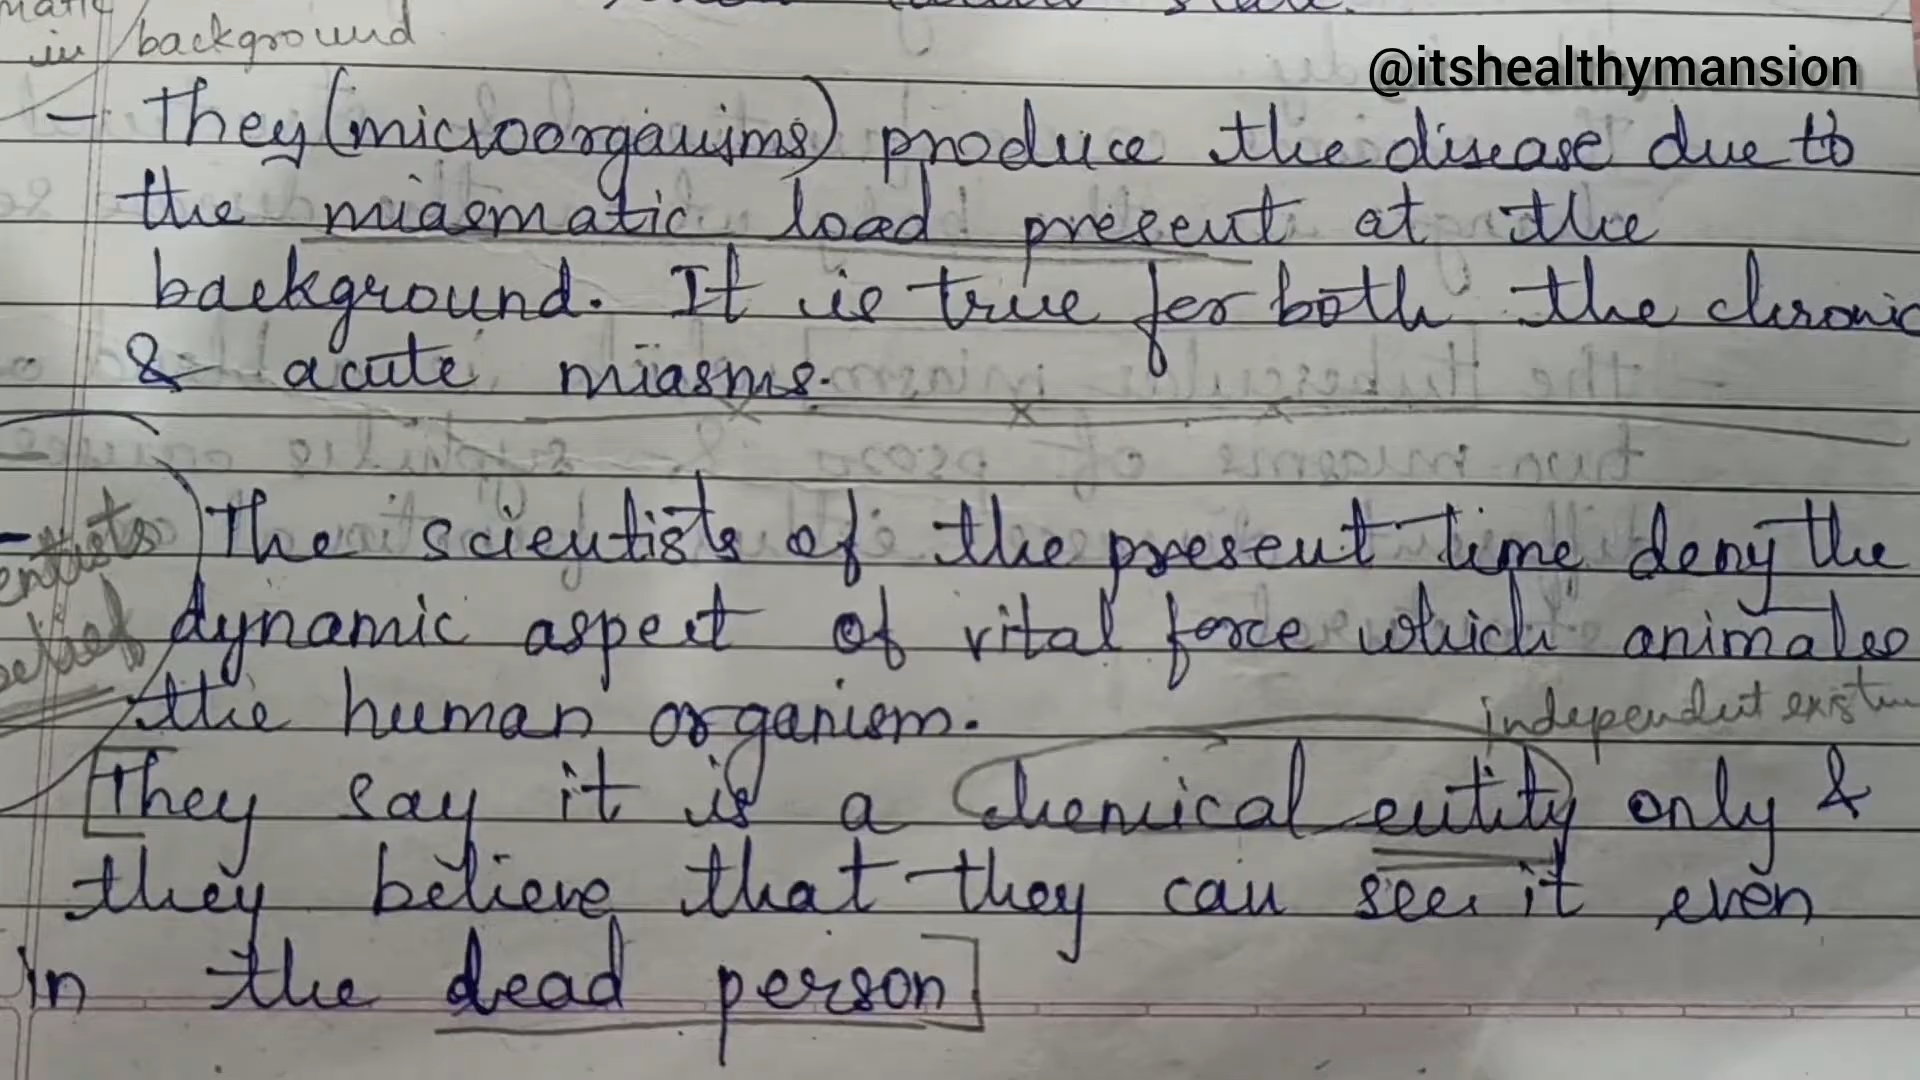 in background
@itshealthymansion
- They (microorganisms) produce the disease due to
the miasmatic load present at the
background. It is true for both the chronic
& acute miasms.
- The scientists of the present time deny the
dynamic aspect of vital force which animates
the human organism.
independent
[They say it is a chemical entity only &
they believe that they can see it even
in the dead person]